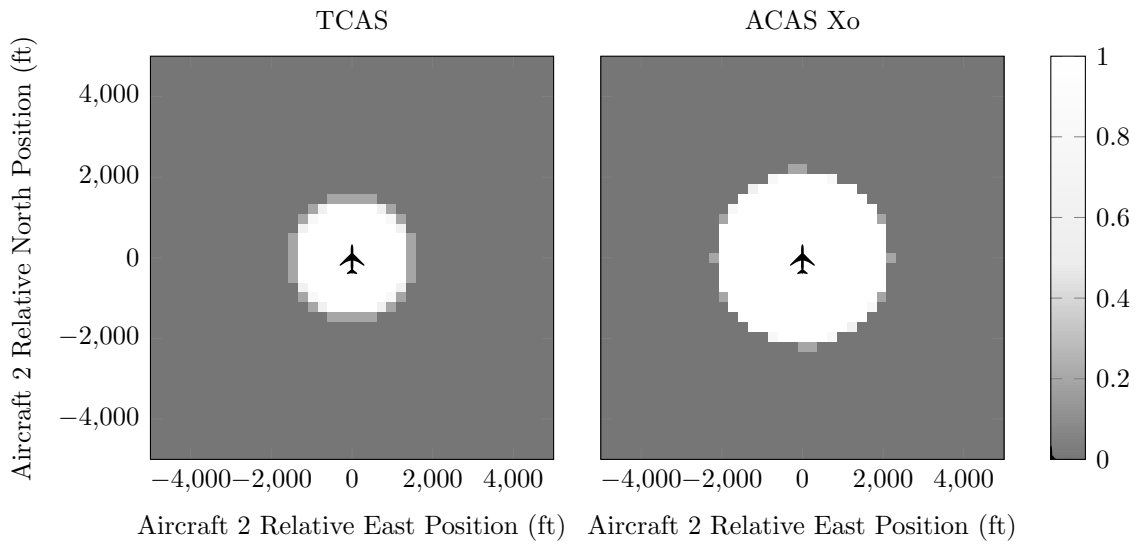 TCAS
ACAS Xo
Aircraft 2 Relative North Position (ft)
4,000
2,000
0
−2,000
−4,000
−4,000 −2,000 0 2,000 4,000
−4,000 −2,000 0 2,000 4,000
Aircraft 2 Relative East Position (ft)
Aircraft 2 Relative East Position (ft)
1
0.8
0.6
0.4
0.2
0